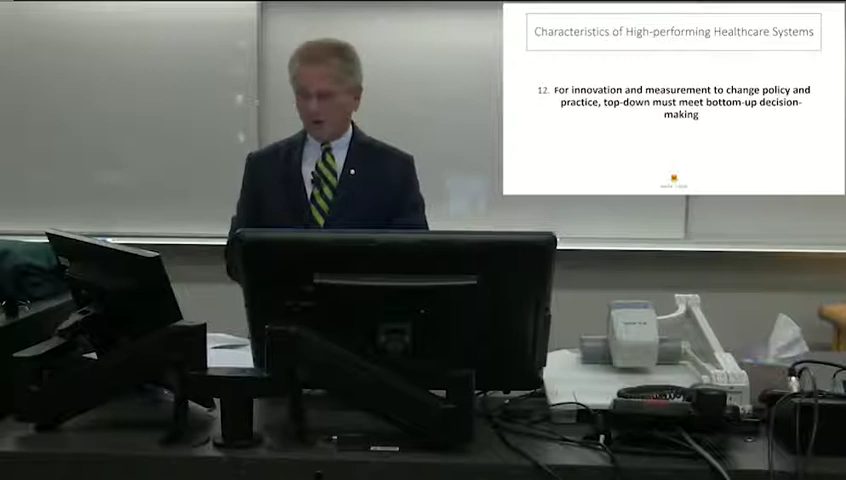 Characteristics of High-performing Healthcare Systems
12. For innovation and measurement to change policy and
practice, top-down must meet bottom-up decision-
making